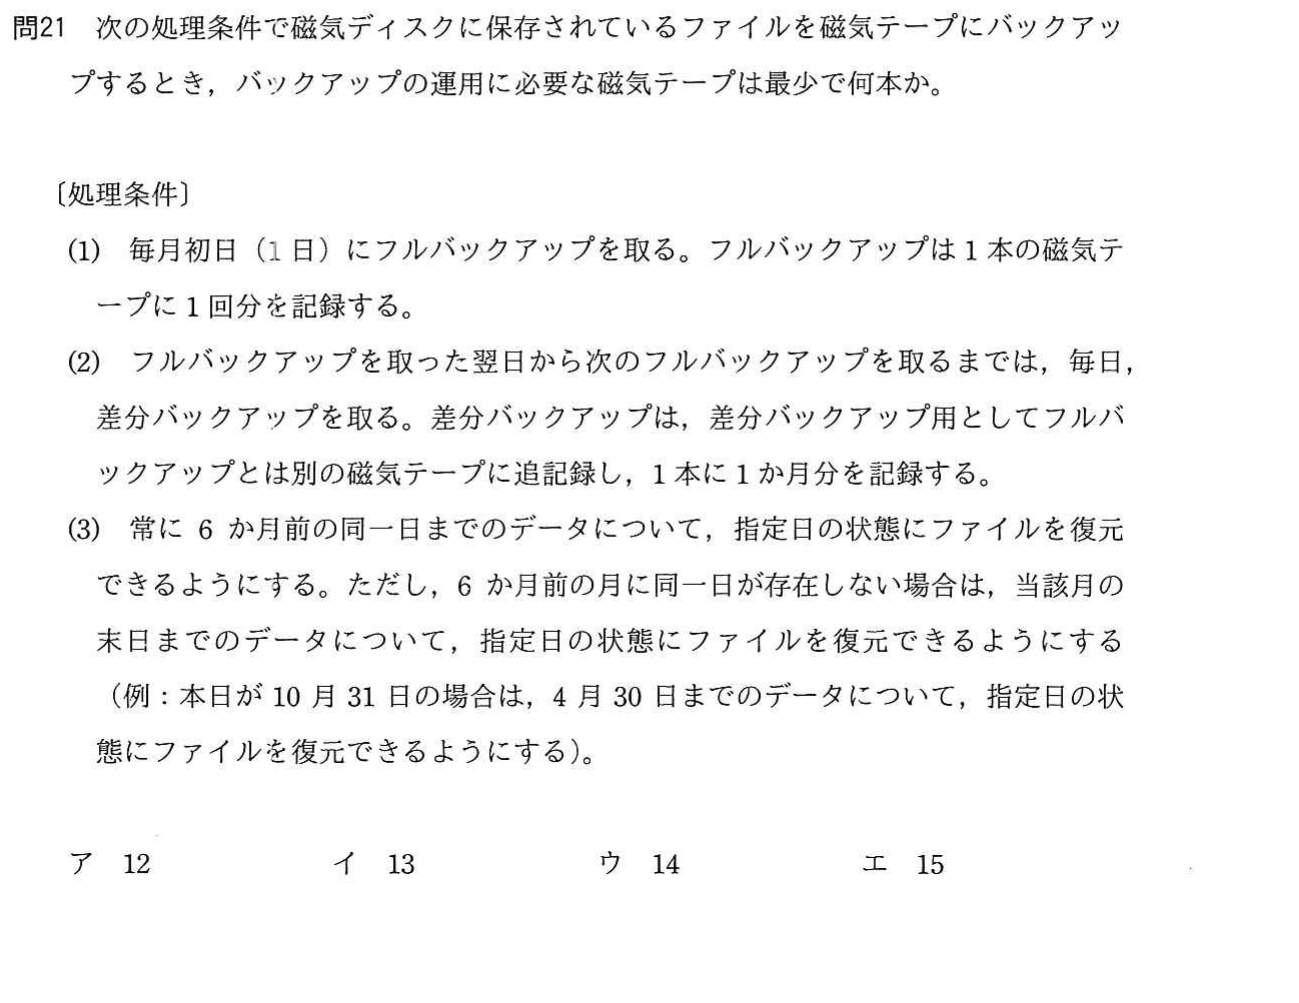 問21 次の処理条件で磁気ディスクに保存されているファイルを磁気テープにバックアッ
プするとき，バックアップの運用に必要な磁気テープは最少で何本か。
〔処理条件〕
(1) 毎月初日（1日）にフルバックアップを取る。フルバックアップは1本の磁気テ
ープに1回分を記録する。
(2) フルバックアップを取った翌日から次のフルバックアップを取るまでは，毎日，
差分バックアップを取る。差分バックアップは，差分バックアップ用としてフルバ
ックアップとは別の磁気テープに追記録し，1本に1か月分を記録する。
(3) 常に6か月前の同一日までのデータについて，指定日の状態にファイルを復元
できるようにする。ただし，6か月前の月に同一日が存在しない場合は，当該月の
末日までのデータについて，指定日の状態にファイルを復元できるようにする
（例：本日が10月31日の場合は，4月30日までのデータについて，指定日の状
態にファイルを復元できるようにする）。
ア 12 イ 13 ウ 14 エ 15